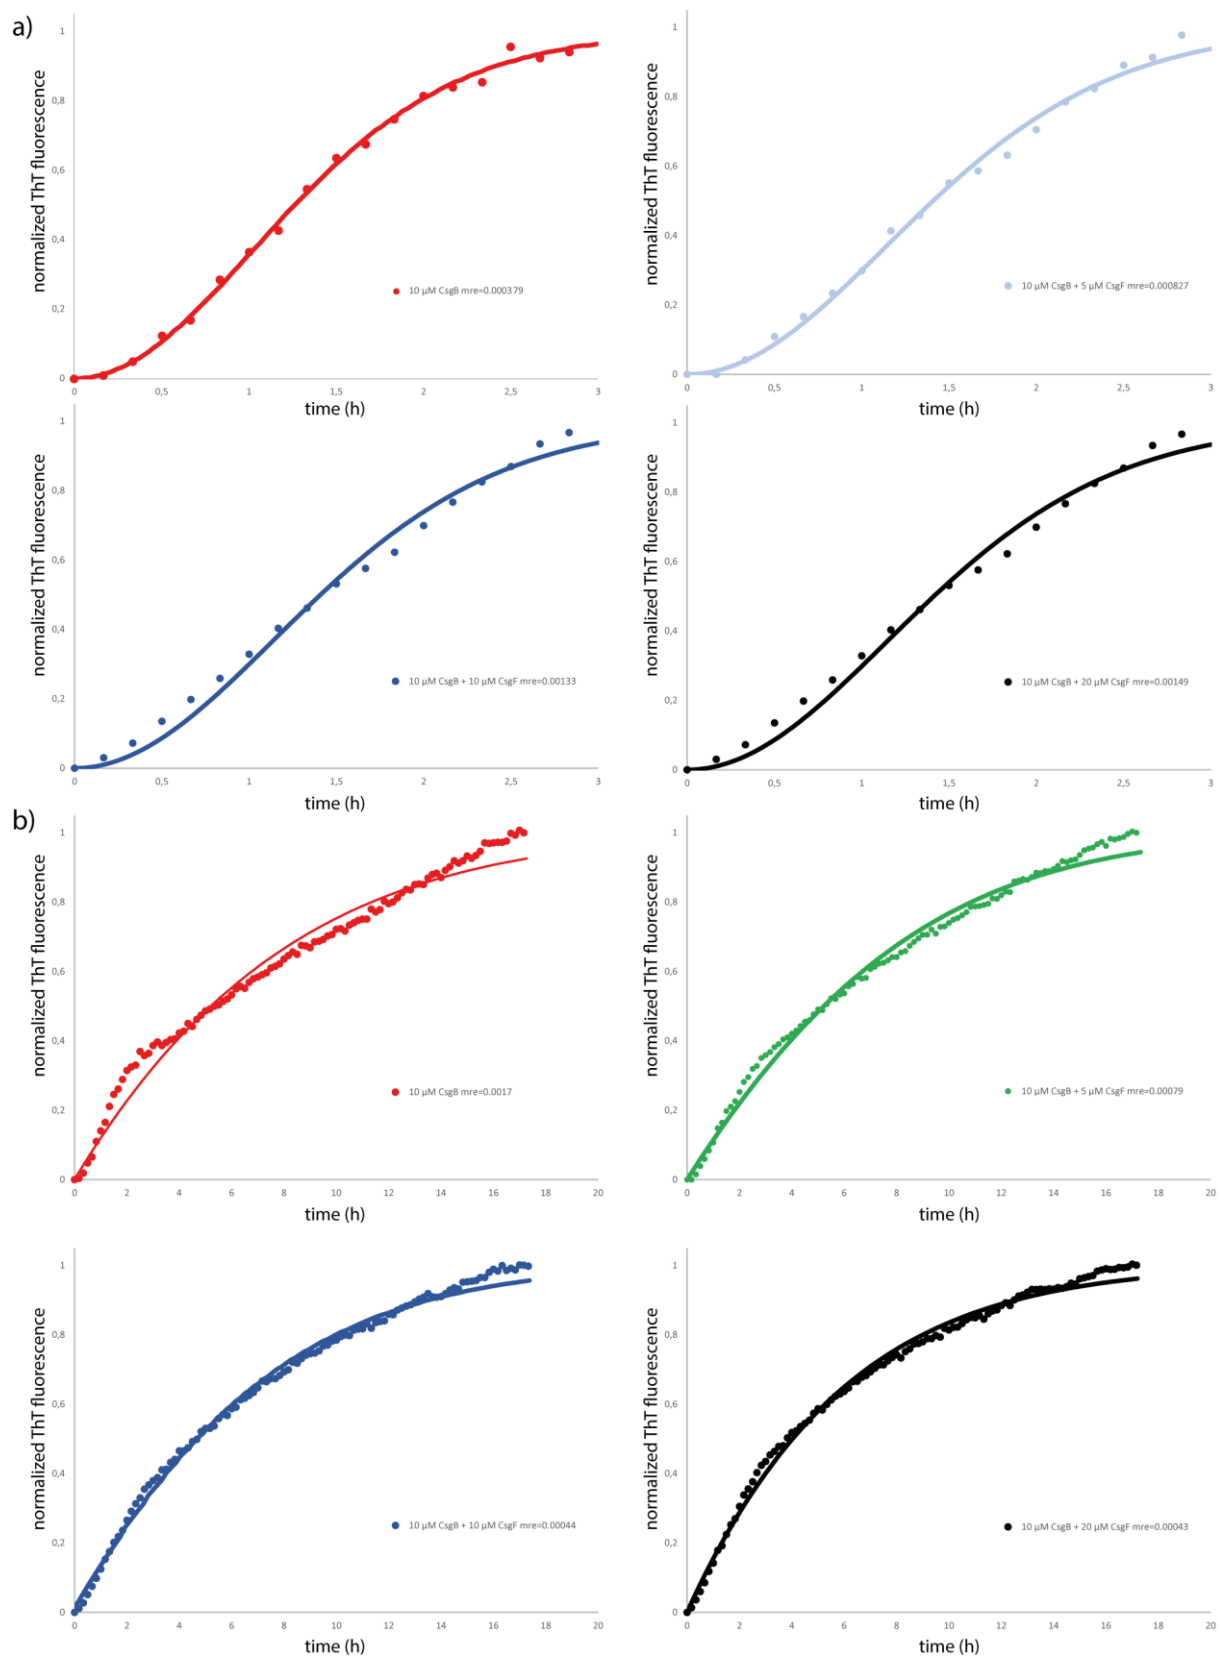 a)
normalized ThT fluorescence
1
0,8
0,6
0,4
0,2
0
10 µM CsgB mre=0.000379
0,5 1 1,5 2 2,5 3
time (h)
normalized ThT fluorescence
1
0,8
0,6
0,4
0,2
0
10 µM CsgB + 5 µM CsgF mre=0.000827
0 0,5 1 1,5 2 2,5 3
time (h)
normalized ThT fluorescence
1
0,8
0,6
0,4
0,2
0
10 µM CsgB + 10 µM CsgF mre=0.00133
0 0,5 1 1,5 2 2,5 3
time (h)
normalized ThT fluorescence
1
0,8
0,6
0,4
0,2
0
10 µM CsgB + 20 µM CsgF mre=0.00149
0 0,5 1 1,5 2 2,5 3
time (h)
b)
normalized ThT fluorescence
1
0,8
0,6
0,4
0,2
0
10 µM CsgB mre=0.0017
0 2 4 6 8 10 12 14 16 18 20
time (h)
normalized ThT fluorescence
1
0,8
0,6
0,4
0,2
0
10 µM CsgB + 5 µM CsgF mre=0.00079
0 2 4 6 8 10 12 14 16 18 20
time (h)
normalized ThT fluorescence
1
0,8
0,6
0,4
0,2
0
10 µM CsgB + 10 µM CsgF mre=0.00044
0 2 4 6 8 10 12 14 16 18 20
time (h)
normalized ThT fluorescence
1
0,8
0,6
0,4
0,2
0
10 µM CsgB + 20 µM CsgF mre=0.00043
0 2 4 6 8 10 12 14 16 18 20
time (h)